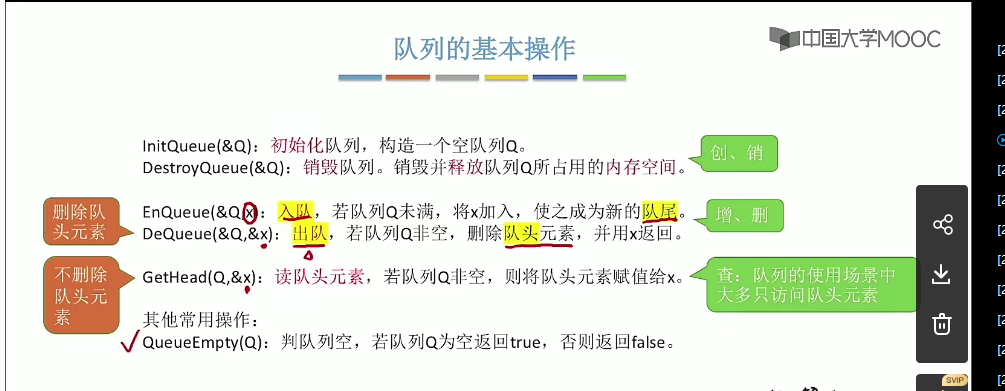 队列的基本操作
中国大学MOOC
InitQueue(&Q)：初始化队列，构造一个空队列Q。
DestroyQueue(&Q)：销毁队列。销毁并释放队列Q所占用的内存空间。
创、销
删除队
头元素
EnQueue(&Q,x)：入队，若队列Q未满，将x加入，使之成为新的队尾。
DeQueue(&Q,&x)：出队，若队列Q非空，删除队头元素，并用x返回。
增、删
不删除
队头元
素
GetHead(Q,&x)：读队头元素，若队列Q非空，则将队头元素赋值给x。
查：队列的使用场景中
大多只访问队头元素
其他常用操作：
QueueEmpty(Q)：判队列空，若队列Q为空返回true，否则返回false。
SVIP